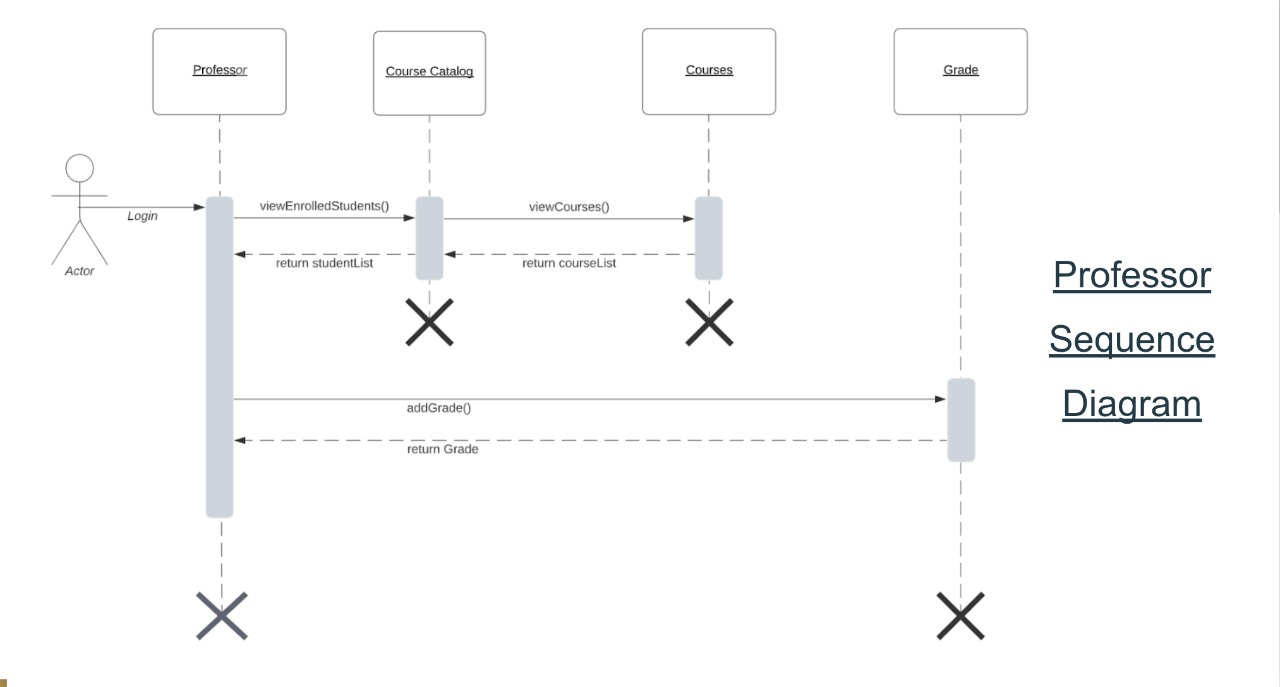 Professor
Course Catalog
Courses
Grade
Login
Actor
viewEnrolledStudents()
viewCourses()
return studentList
return courseList
addGrade()
return Grade
Professor
Sequence
Diagram